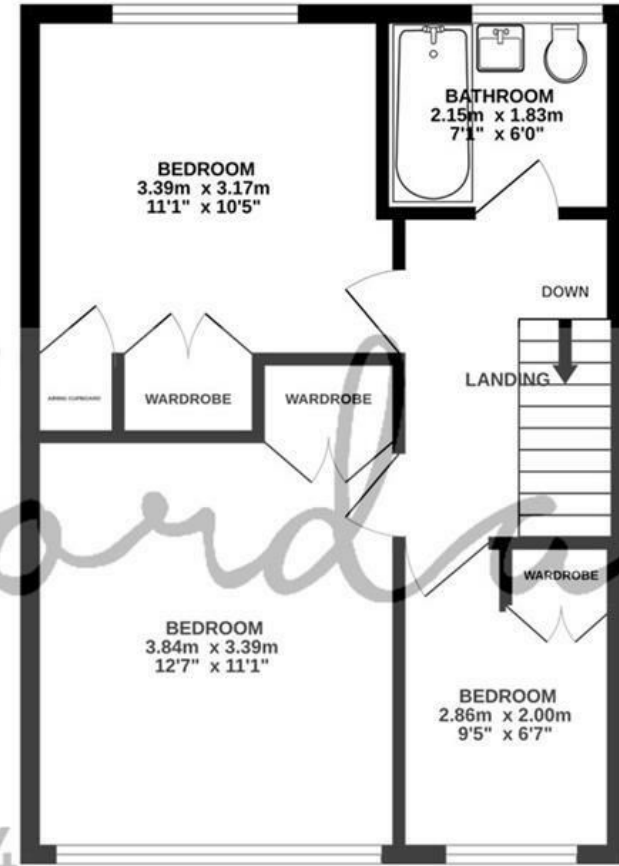 BATHROOM
2.15m x 1.83m
7'1" x 6'0"
BEDROOM
3.39m x 3.17m
11'1" x 10'5"
DOWN
LANDING
AIRING CUPBOARD
WARDROBE
WARDROBE
WARDROBE
BEDROOM
3.84m x 3.39m
12'7" x 11'1"
BEDROOM
2.86m x 2.00m
9'5" x 6'7"